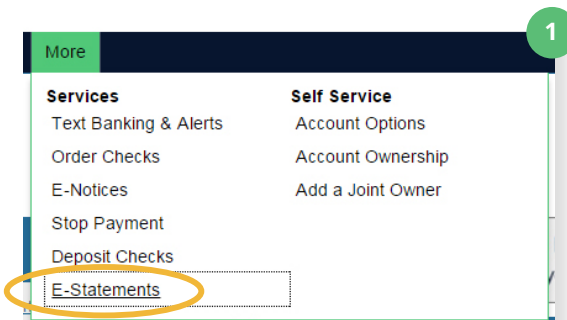 1
More
Services
Text Banking & Alerts
Order Checks
E-Notices
Stop Payment
Deposit Checks
E-Statements
Self Service
Account Options
Account Ownership
Add a Joint Owner